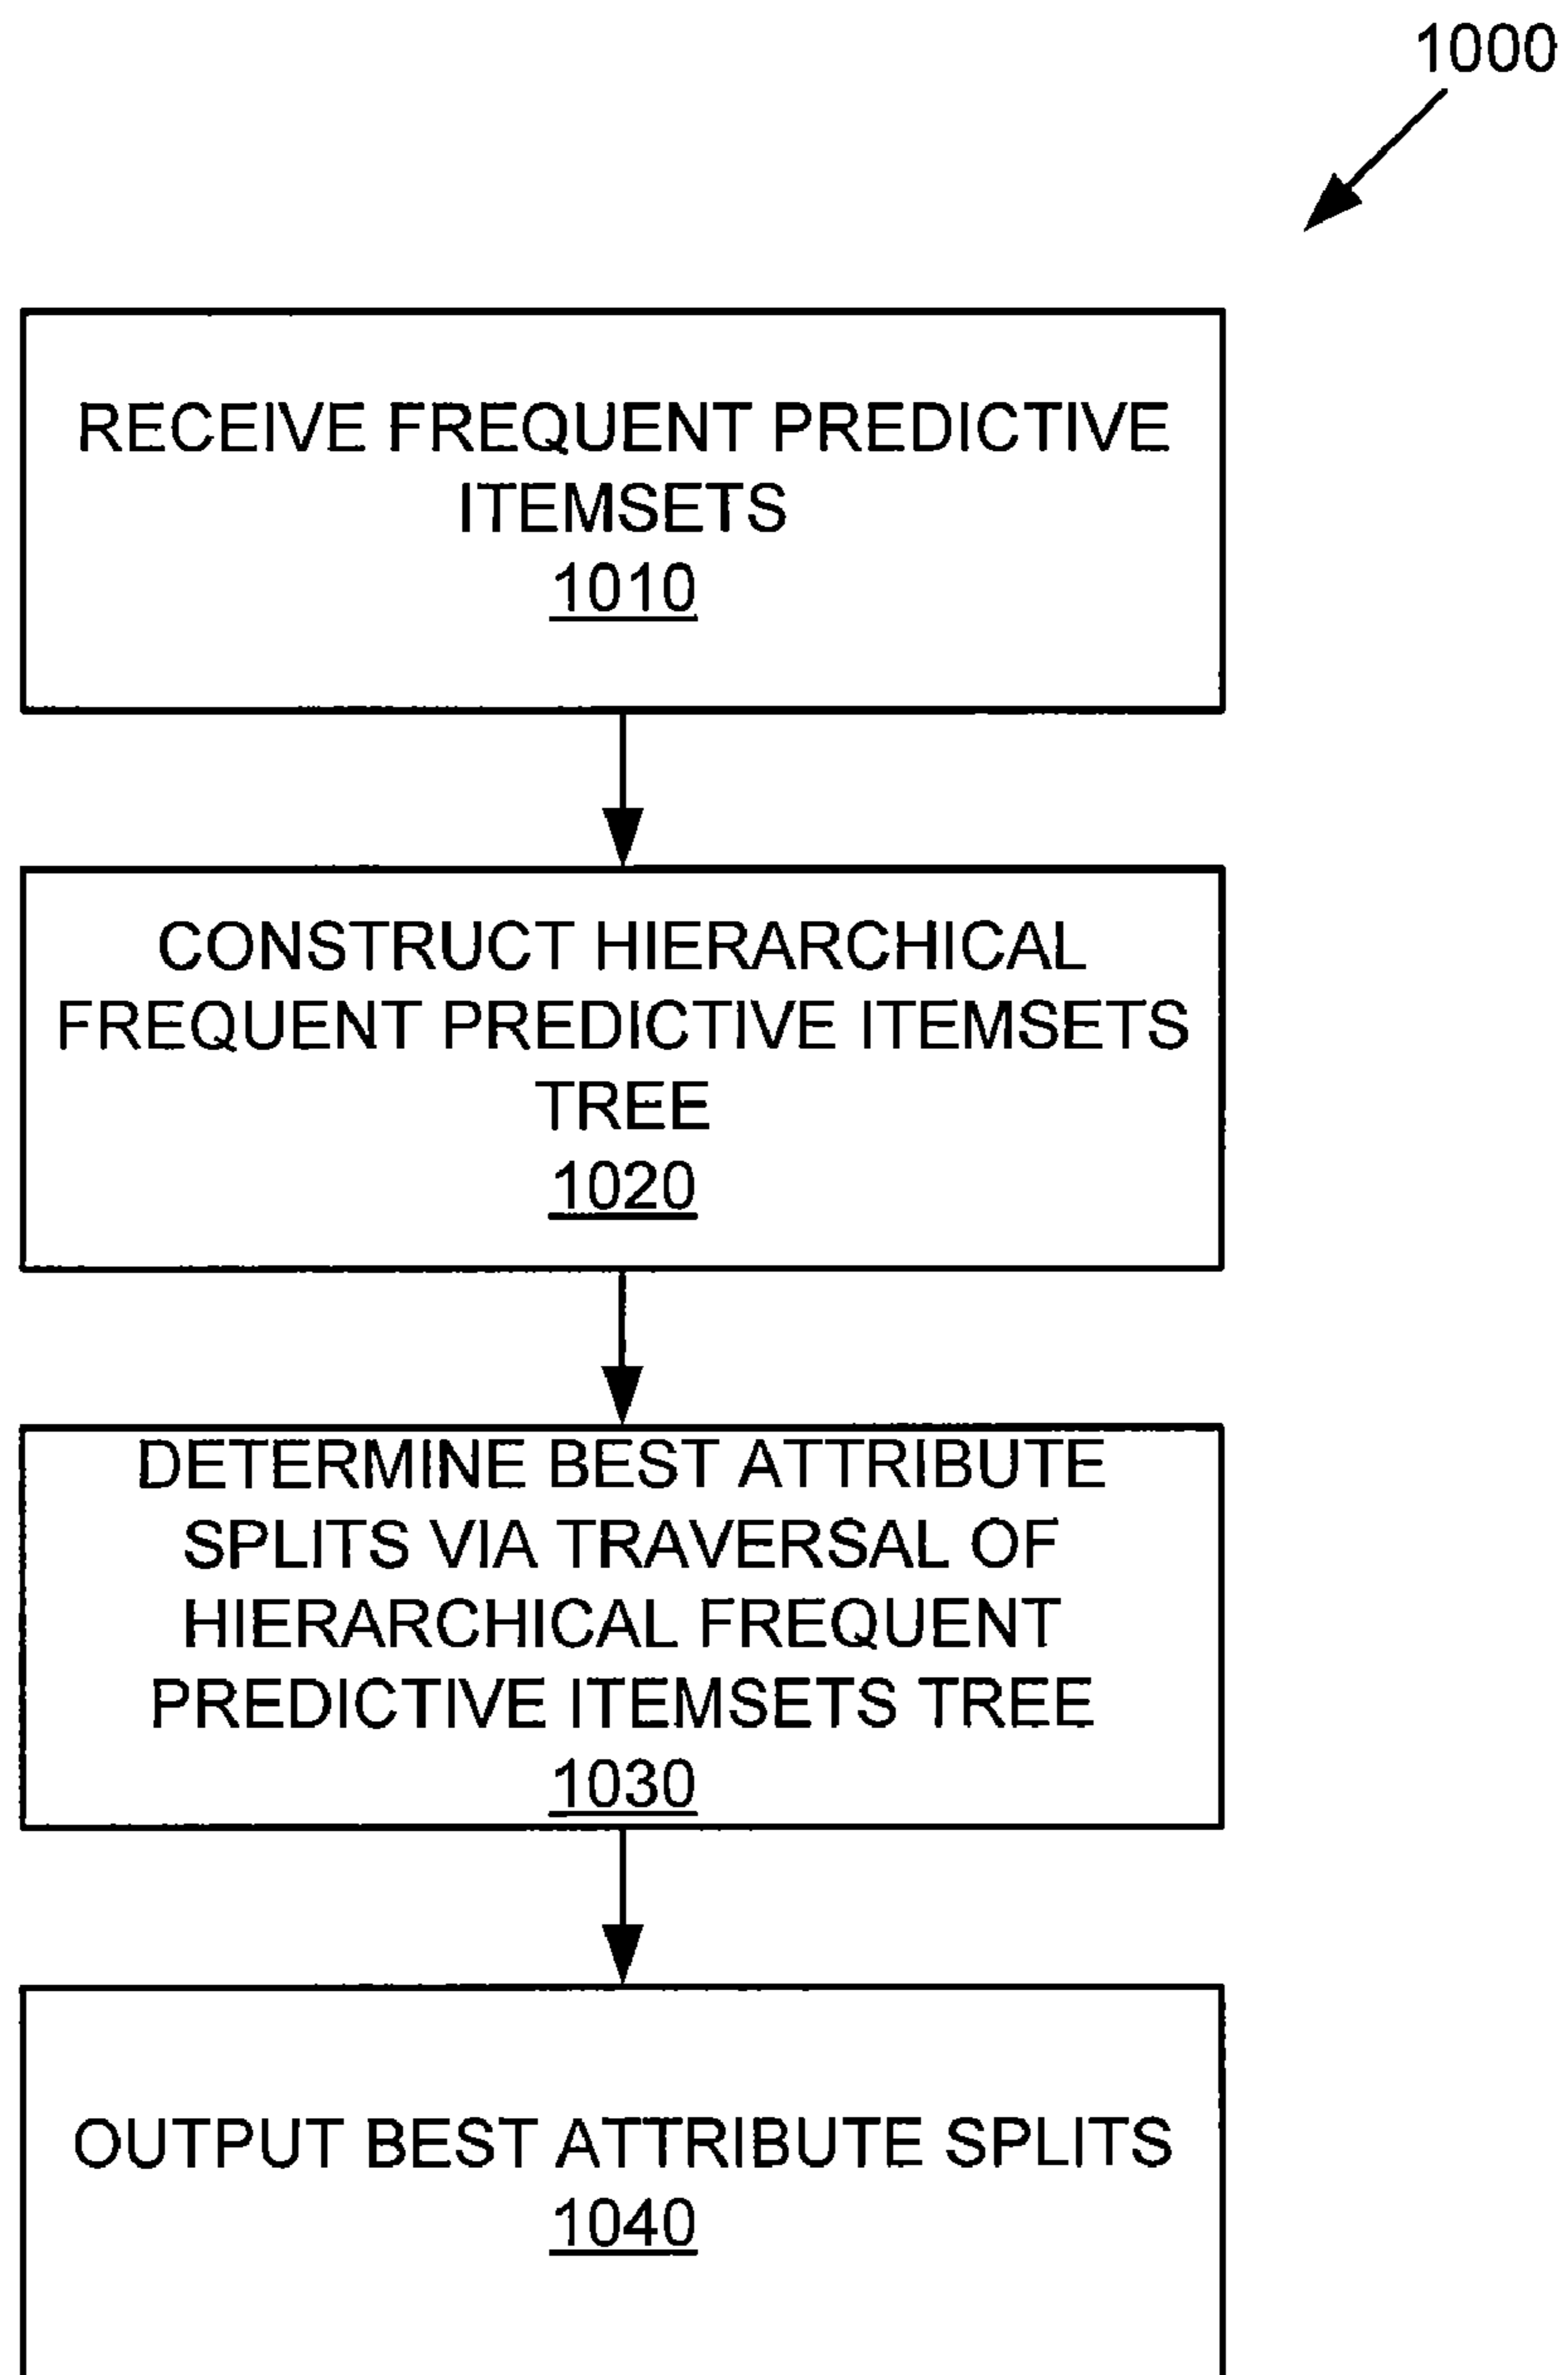 1000
RECEIVE FREQUENT PREDICTIVE
ITEMSETS
1010
CONSTRUCT HIERARCHICAL
FREQUENT PREDICTIVE ITEMSETS
TREE
1020
DETERMINE BEST ATTRIBUTE
SPLITS VIA TRAVERSAL OF
HIERARCHICAL FREQUENT
PREDICTIVE ITEMSETS TREE
1030
OUTPUT BEST ATTRIBUTE SPLITS
1040